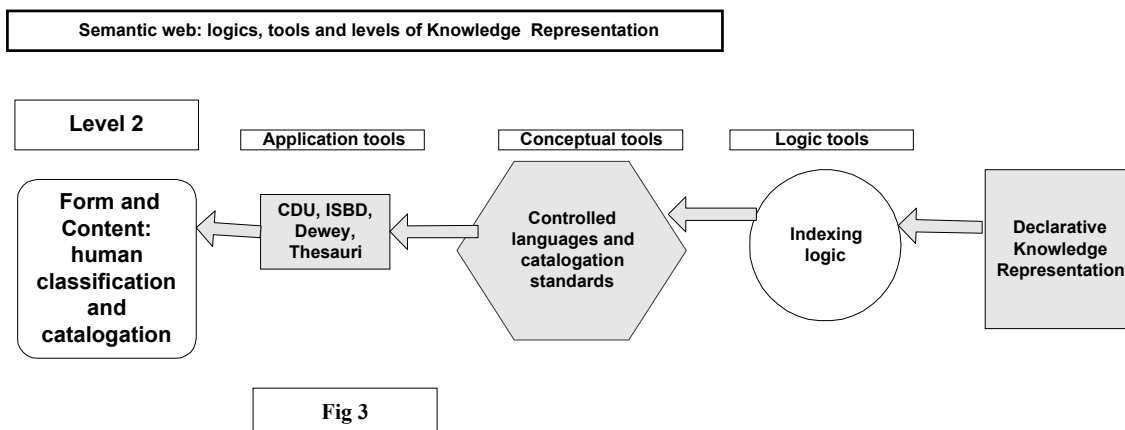 Semantic web: logics, tools and levels of Knowledge Representation
Level 2
Application tools
Conceptual tools
Logic tools
Form and
Content:
human
classification
and
catalogation
CDU, ISBD,
Dewey,
Thesauri
Controlled
languages and
catalogation
standards
Indexing
logic
Declarative
Knowledge
Representation
Fig 3